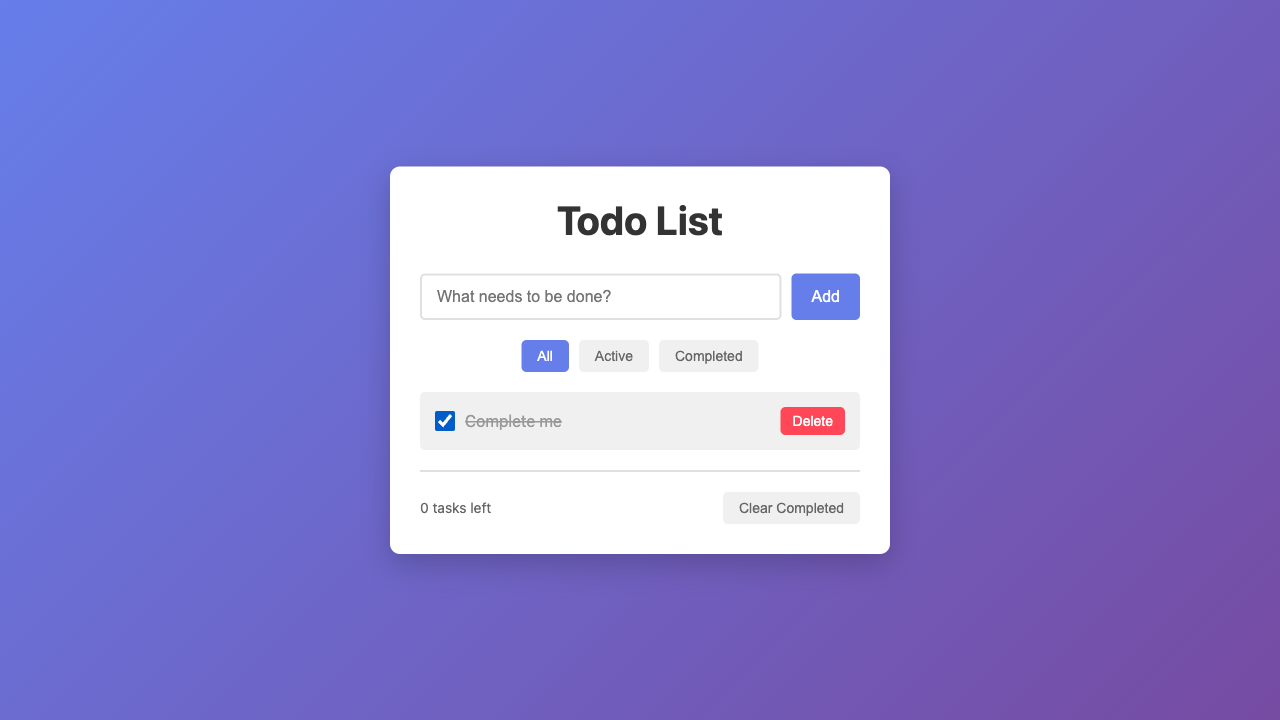 Todo List
What needs to be done?
Add
All
Active
Completed
Complete me
Delete
0 tasks left
Clear Completed